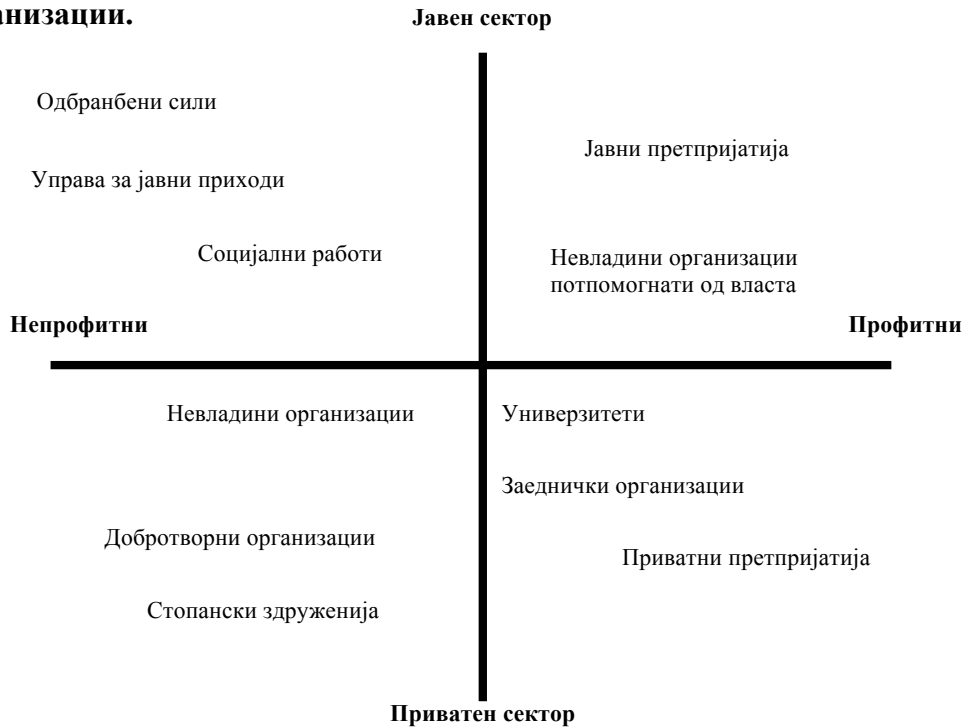 анизации.
Јавен сектор
Одбранбени сили
Јавни претпријатија
Управа за јавни приходи
Социјални работи
Невладини организации
потпомогнати од власта
Непрофитни
Профитни
Невладини организации
Универзитети
Заеднички организации
Добротворни организации
Приватни претпријатија
Стопански здруженија
Приватен сектор